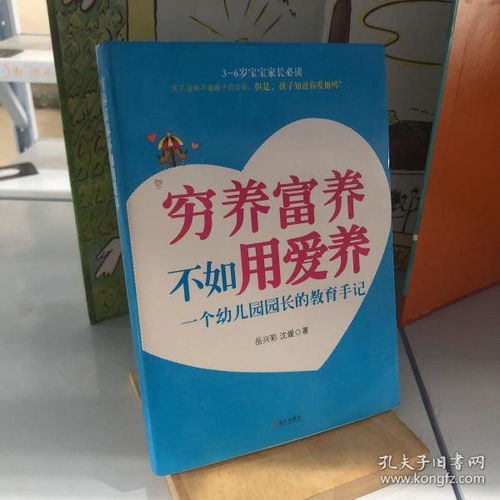 3-6岁宝宝家长必读
天下没有不疼孩子的父母，但是，孩子知道你爱他吗？
穷养富养
不如用爱养
一个幼儿园园长的教育手记
岳兴彩 沈媛◎著
孔夫子旧书网
www.kongfz.com